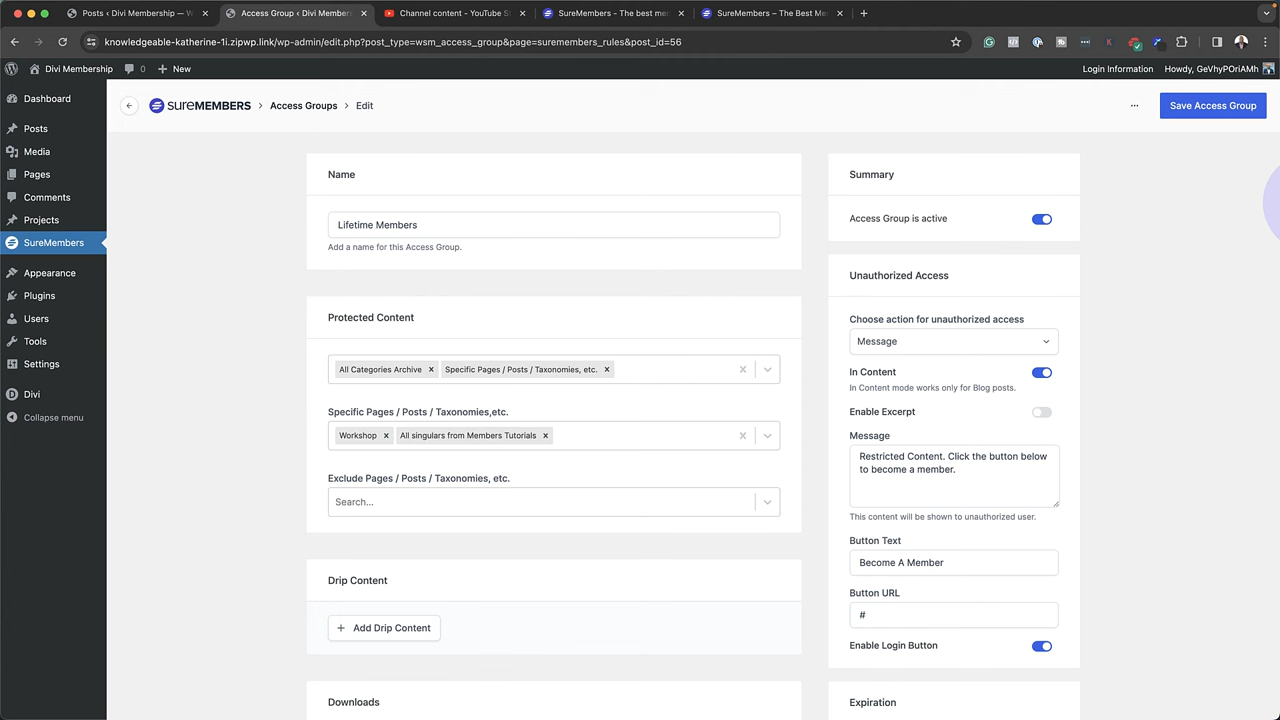 Posts ‹ Divi Membership — W
Access Group ‹ Divi Members
Channel content - YouTube S
SureMembers - The best mem
SureMembers – The Best Mem
knowledgeable-katherine-1i.zipwp.link/wp-admin/edit.php?post_type=wsm_access_group&page=suremembers_rules&post_id=56
Divi Membership
0
+ New
Login Information
Howdy, GeVhyPOriAMh
Dashboard
Posts
Media
Pages
Comments
Projects
SureMembers
Appearance
Plugins
Users
Tools
Settings
Divi
Collapse menu
SUREMEMBERS > Access Groups > Edit
...
Save Access Group
Name
Lifetime Members
Add a name for this Access Group.
Protected Content
All Categories Archive ×
Specific Pages / Posts / Taxonomies, etc. ×
Specific Pages / Posts / Taxonomies,etc.
Workshop ×
All singulars from Members Tutorials ×
Exclude Pages / Posts / Taxonomies, etc.
Search...
Drip Content
+ Add Drip Content
Downloads
Summary
Access Group is active
Unauthorized Access
Choose action for unauthorized access
Message
In Content
In Content mode works only for Blog posts.
Enable Excerpt
Message
Restricted Content. Click the button below
to become a member.
This content will be shown to unauthorized user.
Button Text
Become A Member
Button URL
#
Enable Login Button
Expiration